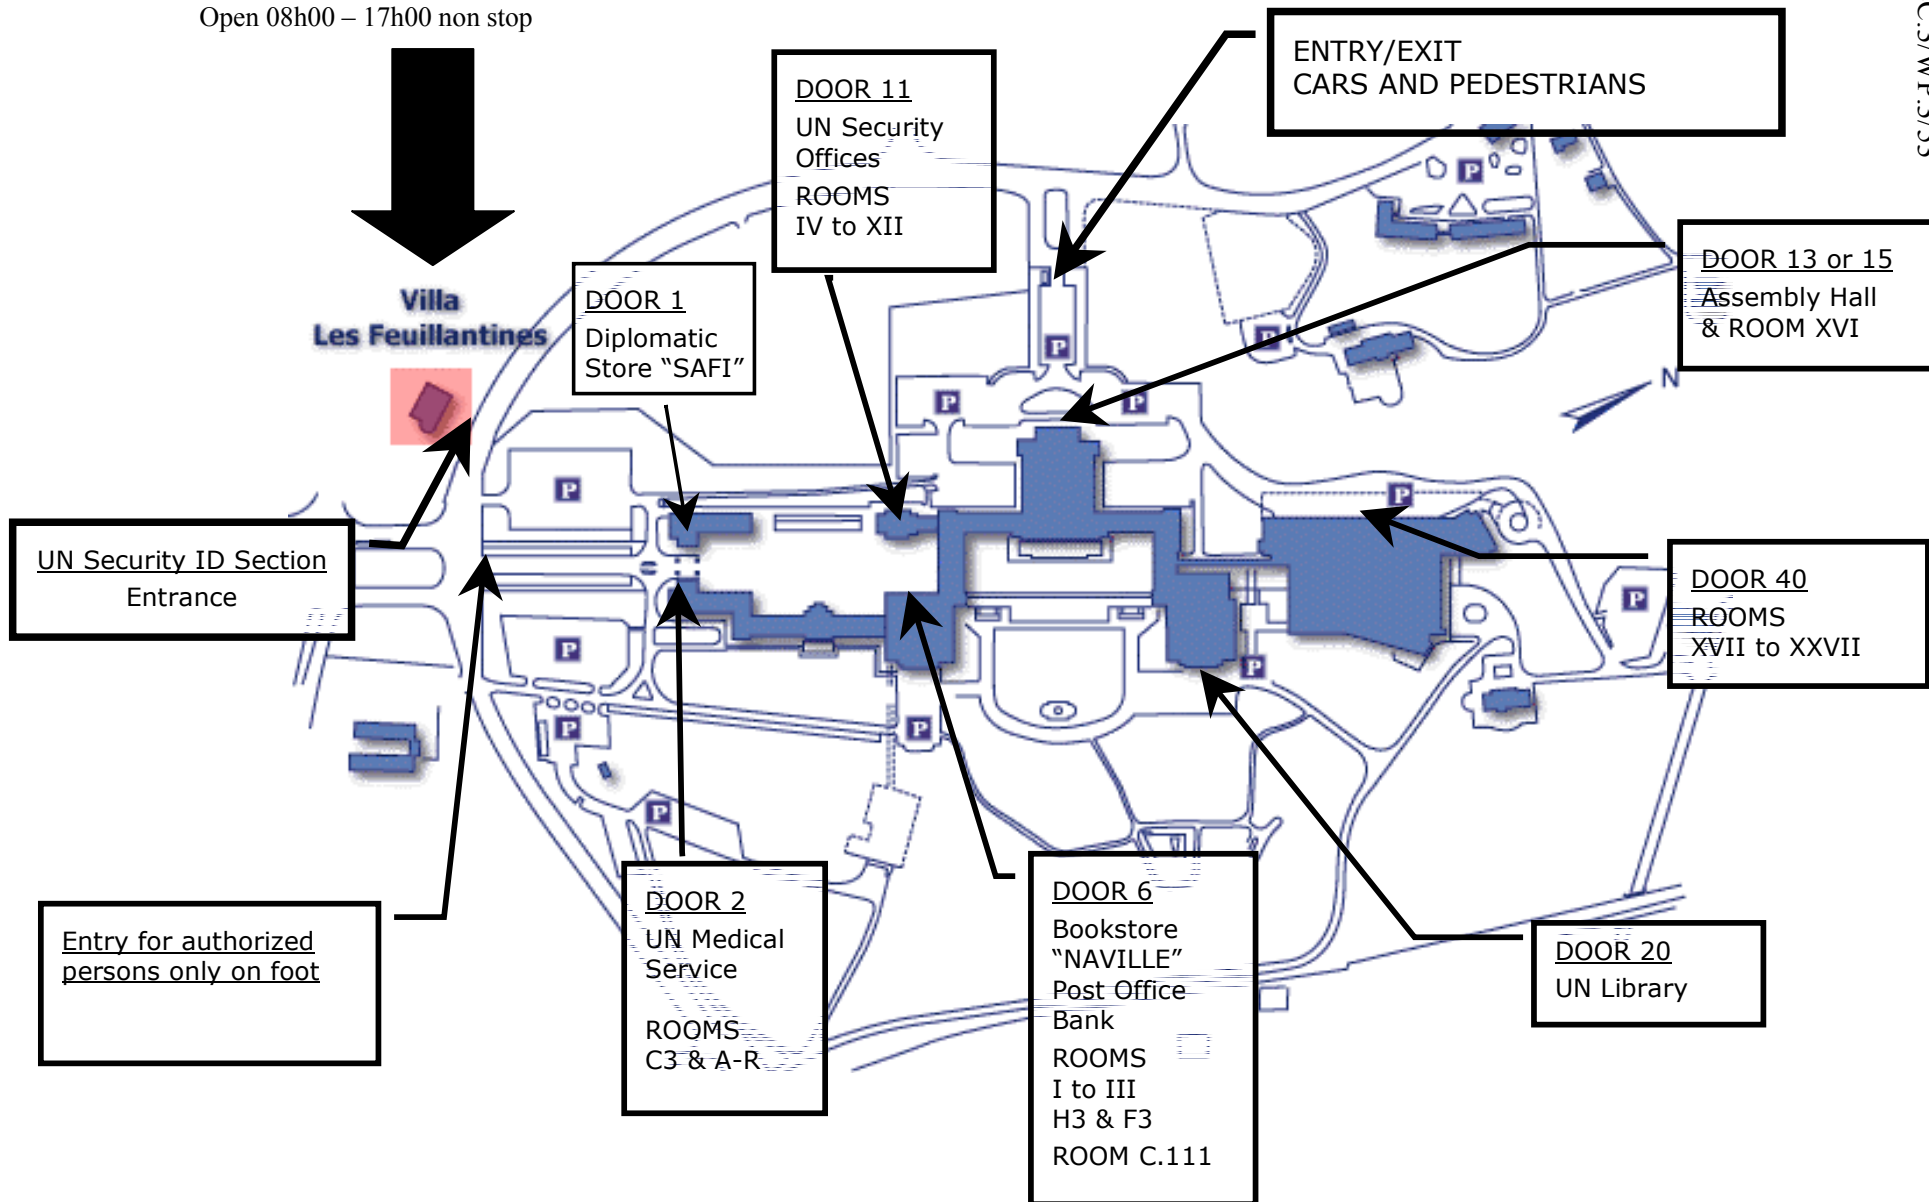 Open 08h00 – 17h00 non stop
ENTRY/EXIT
CARS AND PEDESTRIANS
DOOR 11
UN Security
Offices
ROOMS
IV to XII
DOOR 13 or 15
Assembly Hall
& ROOM XVI
Villa
Les Feuillantines
DOOR 1
Diplomatic
Store “SAFI”
P
P
P
P
P
N
P
P
UN Security ID Section
Entrance
DOOR 40
ROOMS
XVII to XXVII
P
P
P
P
P
P
Entry for authorized
persons only on foot
DOOR 2
UN Medical
Service
ROOMS
C3 & A-R
DOOR 6
Bookstore
“NAVILLE”
Post Office
Bank
ROOMS
I to III
H3 & F3
ROOM C.111
DOOR 20
UN Library